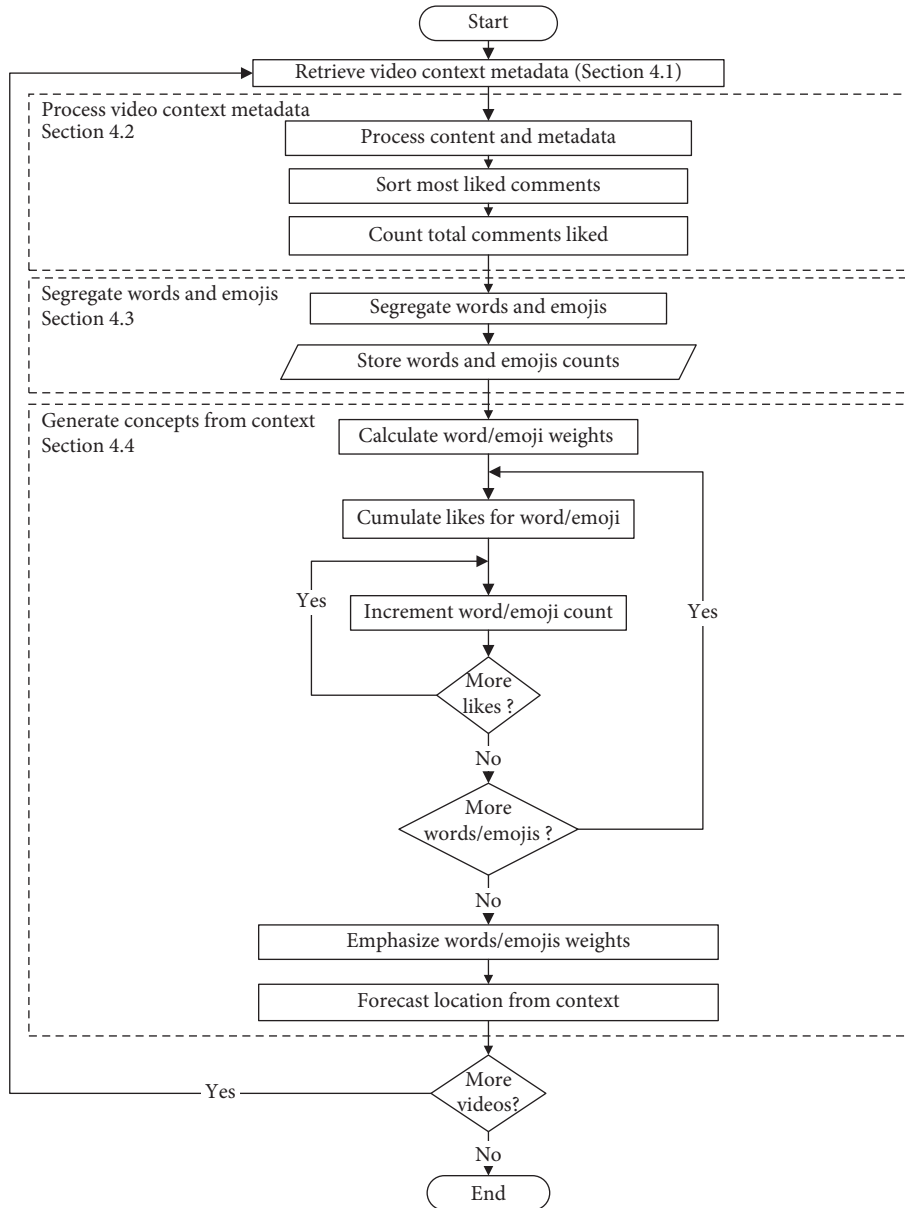 Start
Retrieve video context metadata (Section 4.1)
Process video context metadata
Section 4.2
Process content and metadata
Sort most liked comments
Count total comments liked
Segregate words and emojis
Section 4.3
Segregate words and emojis
Store words and emojis counts
Generate concepts from context
Section 4.4
Calculate word/emoji weights
Cumulate likes for word/emoji
Yes
Increment word/emoji count
Yes
More
likes ?
No
More
words/emojis ?
No
Emphasize words/emojis weights
Forecast location from context
Yes
More
videos?
No
End